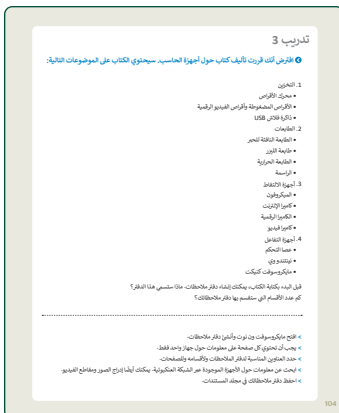 تدريب 3
افترض أنك قررت تأليف كتاب حول أجهزة الحاسب. سيحتوي الكتاب على الموضوعات التالية:
1. التخزين
• محرك الأقراص
• الأقراص المضغوطة وأقراص الفيديو الرقمية
• ذاكرة فلاش USB
2. الطابعات
• الطابعة النافثة للحبر
• طابعة الليزر
• الطابعة الحرارية
• الراسمة
3. أجهزة الالتقاط
• الميكروفون
• كاميرا الإنترنت
• الكاميرا الرقمية
• كاميرا فيديو
4. أجهزة التفاعل
• عصا التحكم
• نينتندو وي
• مايكروسوفت كنيكت
قبل البدء بكتابة الكتاب، يمكنك إنشاء دفتر ملاحظات. ماذا ستسمي هذا الدفتر؟
كم عدد الأقسام التي ستقسم بها دفتر ملاحظاتك؟
> افتح مايكروسوفت ون نوت وأنشئ دفتر ملاحظات.
> يجب أن تحتوي كل صفحة على معلومات حول جهاز واحد فقط.
> حدد العناوين المناسبة لدفتر الملاحظات ولأقسامه وللصفحات.
> ابحث عن معلومات حول الأجهزة الموجودة عبر الشبكة العنكبوتية. يمكنك أيضًا إدراج الصور ومقاطع الفيديو.
> احفظ دفتر ملاحظاتك في مجلد المستندات.
104